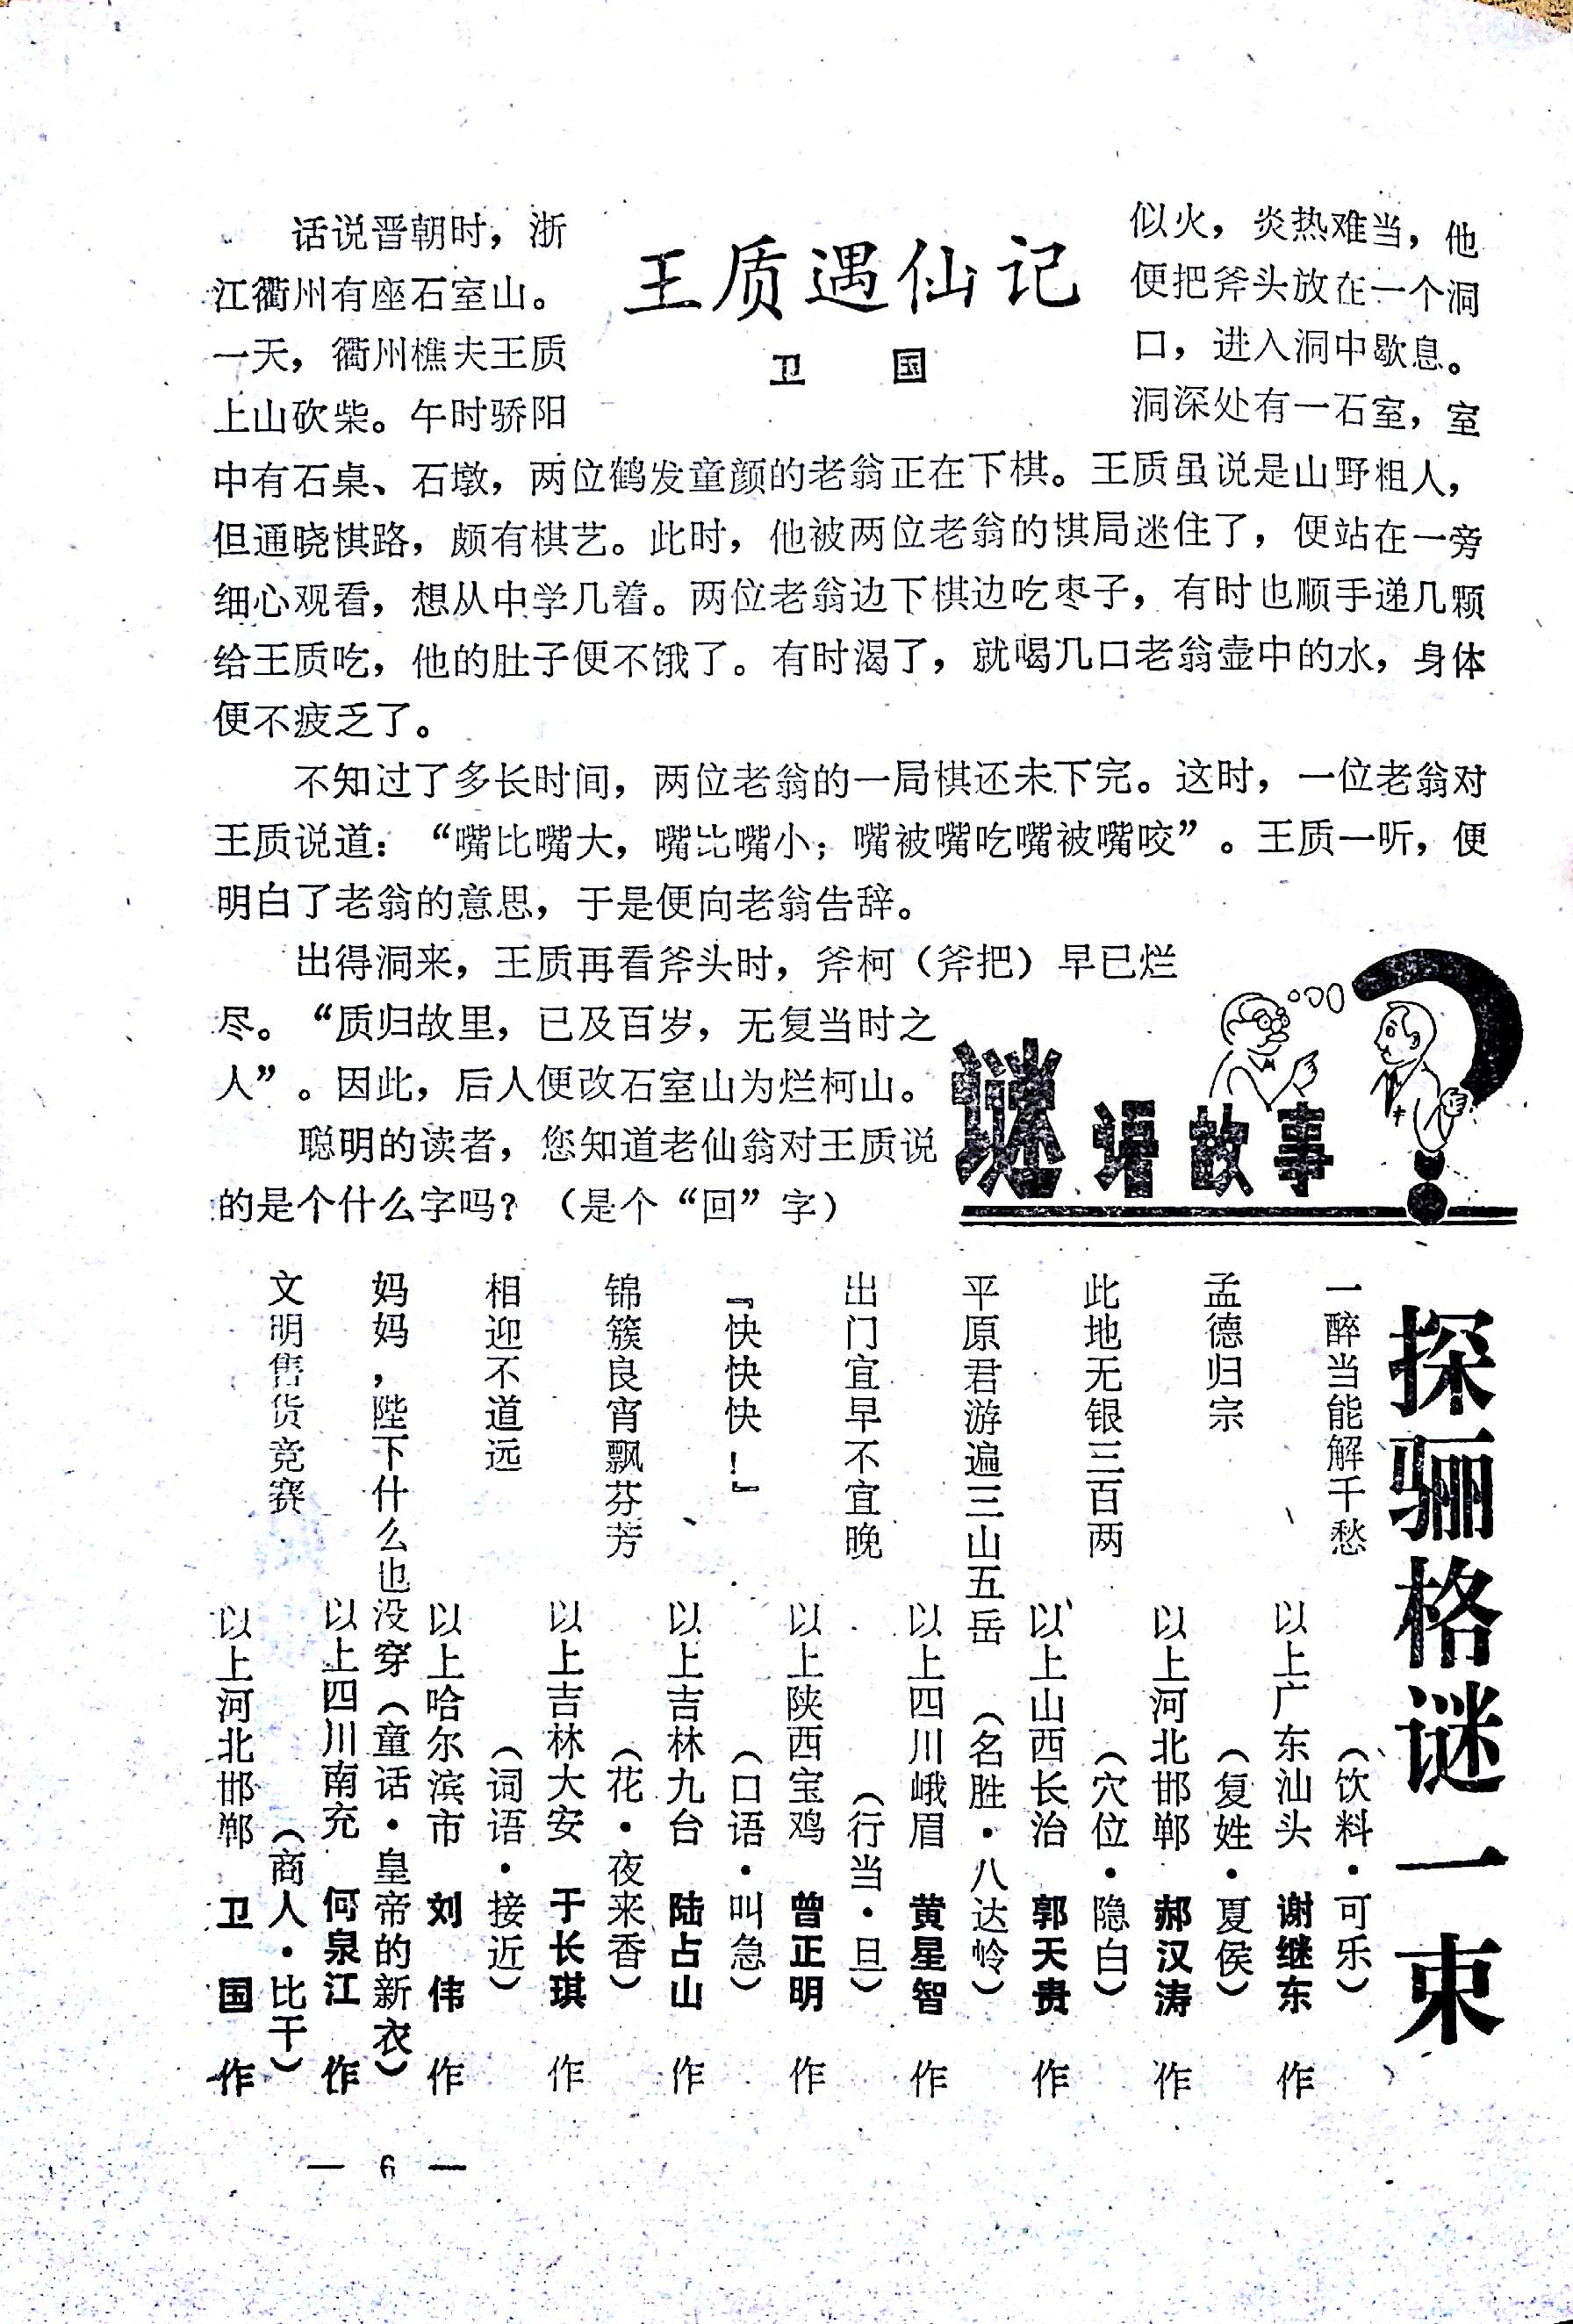 王质遇仙记
卫 国
话说晋朝时，浙
江衢州有座石室山。
一天，衢州樵夫王质
上山砍柴。午时骄阳
似火，炎热难当，他
便把斧头放在一个洞
口，进入洞中歇息。
洞深处有一石室，室
中有石桌、石墩，两位鹤发童颜的老翁正在下棋。王质虽说是山野粗人，
但通晓棋路，颇有棋艺。此时，他被两位老翁的棋局迷住了，便站在一旁
细心观看，想从中学几着。两位老翁边下棋边吃枣子，有时也顺手递几颗
给王质吃，他的肚子便不饿了。有时渴了，就喝几口老翁壶中的水，身体
便不疲乏了。
不知过了多长时间，两位老翁的一局棋还未下完。这时，一位老翁对
王质说道：“嘴比嘴大，嘴比嘴小；嘴被嘴吃嘴被嘴咬”。王质一听，便
明白了老翁的意思，于是便向老翁告辞。
出得洞来，王质再看斧头时，斧柯（斧把）早已烂
尽。“质归故里，已及百岁，无复当时之
人”。因此，后人便改石室山为烂柯山。
聪明的读者，您知道老仙翁对王质说
的是个什么字吗？（是个“回”字）
谜语故事
探骊格谜一束
一醉当能解千愁（饮料·可乐）
以上广东汕头 谢继东 作
孟德归宗（复姓·夏侯）
以上河北邯郸 郝汉涛 作
此地无银三百两（穴位·隐白）
以上山西长治 郭天贵 作
平原君游遍三山五岳（名胜·八达岭）
以上四川峨眉 黄星智 作
出门宜早不宜晚（行当·旦）
以上陕西宝鸡 曾正明 作
『快快快！』（口语·叫急）
以上吉林九台 陆占山 作
锦簇良宵飘芬芳（花·夜来香）
以上吉林大安 于长琪 作
相迎不道远（词语·接近）
以上哈尔滨市 刘 伟 作
妈妈，陛下什么也没穿（童话·皇帝的新衣）
以上四川南充 何泉江 作
文明售货竞赛（商人·比干）
以上河北邯郸 卫 国 作
— 6 —